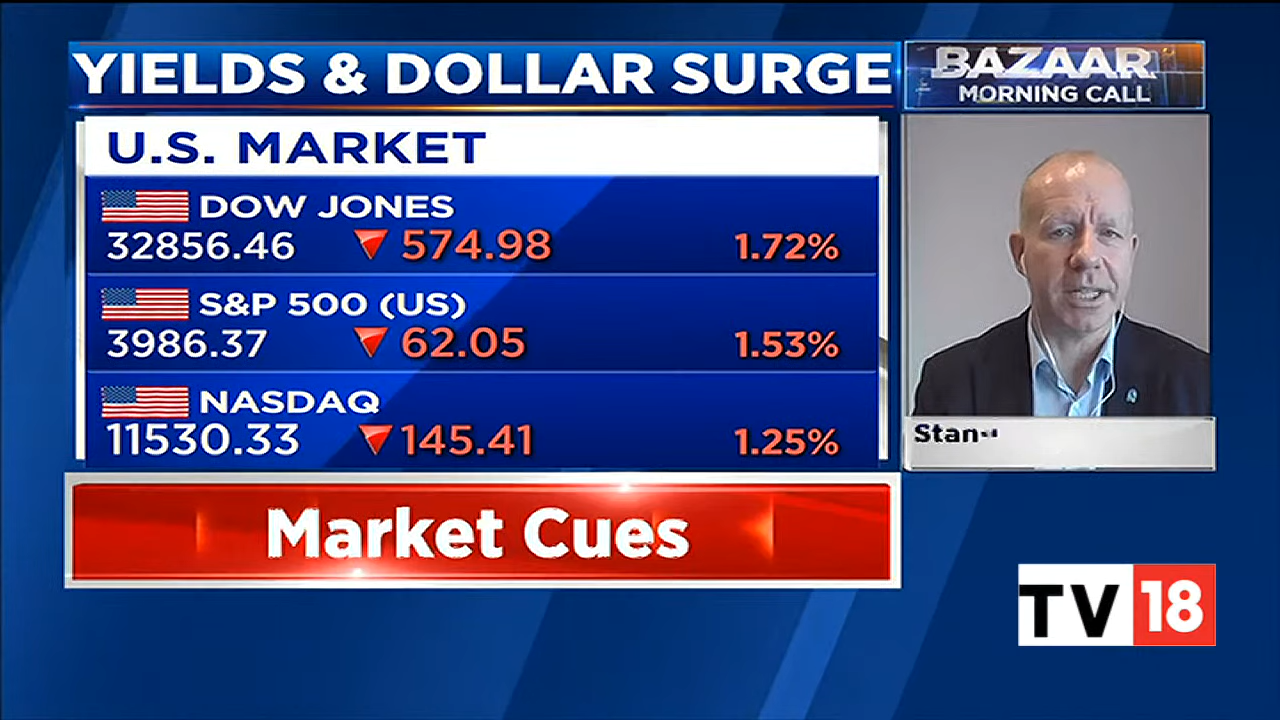 YIELDS & DOLLAR SURGE
BAZAAR
MORNING CALL
U.S. MARKET
DOW JONES
32856.46 574.98 1.72%
S&P 500 (US)
3986.37 62.05 1.53%
NASDAQ
11530.33 145.41 1.25%
Stan
Market Cues
TV18